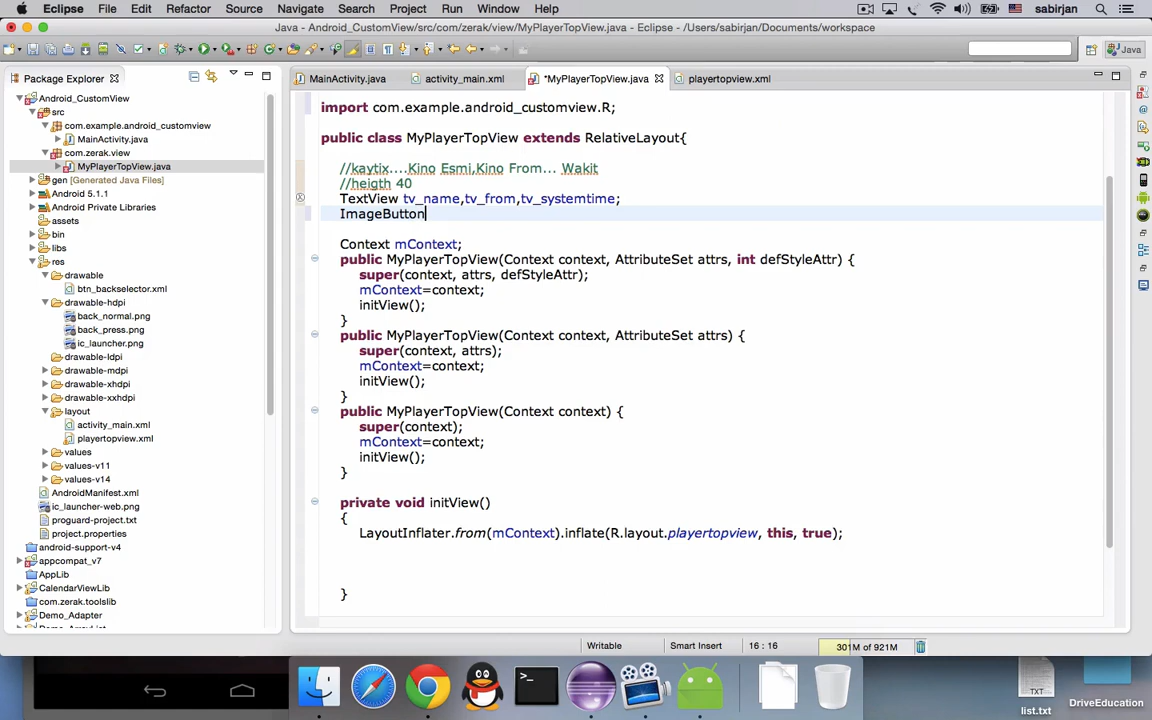 Eclipse File Edit Refactor Source Navigate Search Project Run Window Help sabirjan
Java - Android_CustomView/src/com/zerak/view/MyPlayerTopView.java - Eclipse - /Users/sabirjan/Documents/workspace
Java
Package Explorer
MainActivity.java
activity_main.xml
*MyPlayerTopView.java
playertopview.xml
Android_CustomView
src
com.example.android_customview
MainActivity.java
com.zerak.view
MyPlayerTopView.java
gen [Generated Java Files]
Android 5.1.1
Android Private Libraries
assets
bin
libs
res
drawable
btn_backselector.xml
drawable-hdpi
back_normal.png
back_press.png
ic_launcher.png
drawable-ldpi
drawable-mdpi
drawable-xhdpi
drawable-xxhdpi
layout
activity_main.xml
playertopview.xml
values
values-v11
values-v14
AndroidManifest.xml
ic_launcher-web.png
proguard-project.txt
project.properties
android-support-v4
appcompat_v7
AppLib
CalendarViewLib
com.zerak.toolslib
Demo_Adapter
import com.example.android_customview.R;
public class MyPlayerTopView extends RelativeLayout{
//kaytix....Kino Esmi,Kino From... Wakit
//heigth 40
TextView tv_name,tv_from,tv_systemtime;
ImageButton
Context mContext;
public MyPlayerTopView(Context context, AttributeSet attrs, int defStyleAttr) {
super(context, attrs, defStyleAttr);
mContext=context;
initView();
}
public MyPlayerTopView(Context context, AttributeSet attrs) {
super(context, attrs);
mContext=context;
initView();
}
public MyPlayerTopView(Context context) {
super(context);
mContext=context;
initView();
}
private void initView()
{
LayoutInflater.from(mContext).inflate(R.layout.playertopview, this, true);
}
Writable
Smart Insert
16 : 16
301M of 921M
TXT
list.txt
DriveEducation